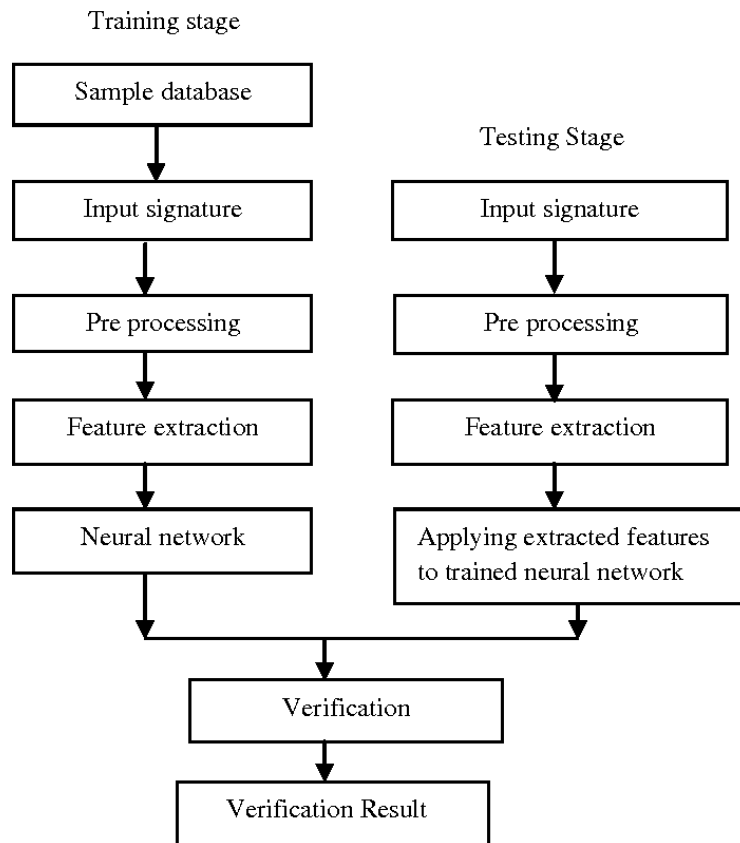 Training stage
Sample database
Input signature
Pre processing
Feature extraction
Neural network
Testing Stage
Input signature
Pre processing
Feature extraction
Applying extracted features
to trained neural network
Verification
Verification Result